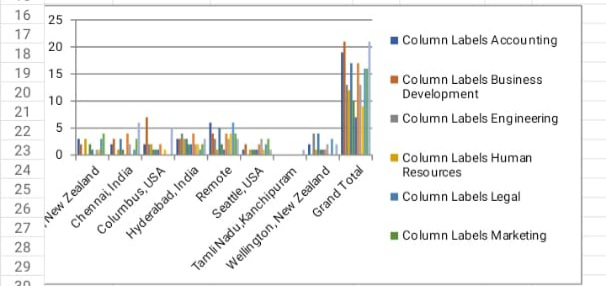 16
17
18
19
20
21
22
23
24
25
26
27
28
29
25
20
15
10
5
0
, New Zealand
Chennai, India
Columbus, USA
Hyderabad, India
Remote
Seattle, USA
Tamli Nadu, Kanchipuram
Wellington, New Zealand
Grand Total
Column Labels Accounting
Column Labels Business
Development
Column Labels Engineering
Column Labels Human
Resources
Column Labels Legal
Column Labels Marketing